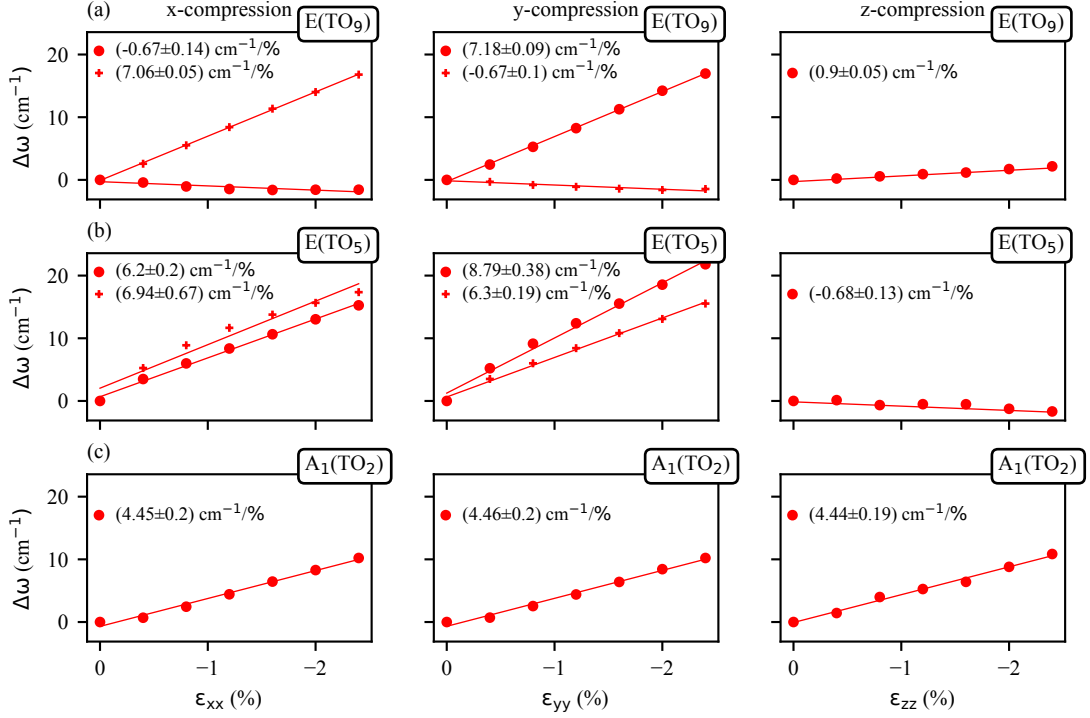 x-compression y-compression z-compression
(a) E(TO₉) E(TO₉) E(TO₉)
(-0.67±0.14) cm⁻¹/% (7.18±0.09) cm⁻¹/% (0.9±0.05) cm⁻¹/%
(7.06±0.05) cm⁻¹/% (-0.67±0.1) cm⁻¹/%
Δω (cm⁻¹)
20
10
0
(b) E(TO₅) E(TO₅) E(TO₅)
(6.2±0.2) cm⁻¹/% (8.79±0.38) cm⁻¹/% (-0.68±0.13) cm⁻¹/%
(6.94±0.67) cm⁻¹/% (6.3±0.19) cm⁻¹/%
Δω (cm⁻¹)
20
10
0
(c) A₁(TO₂) A₁(TO₂) A₁(TO₂)
(4.45±0.2) cm⁻¹/% (4.46±0.2) cm⁻¹/% (4.44±0.19) cm⁻¹/%
Δω (cm⁻¹)
20
10
0
0 −1 −2 0 −1 −2 0 −1 −2
εxx (%) εyy (%) εzz (%)